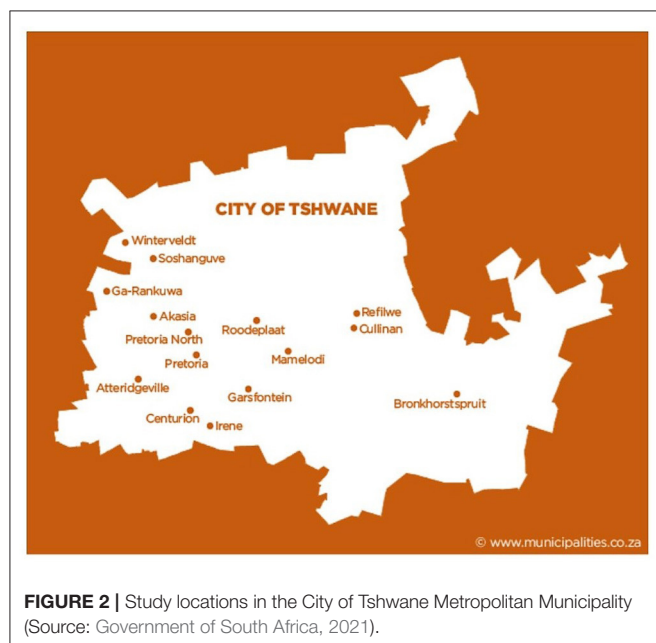 CITY OF TSHWANE
Winterveldt
Soshanguve
Ga-Rankuwa
Akasia
Refilwe
Roodeplaat
Cullinan
Pretoria North
Pretoria
Mamelodi
Atteridgeville
Garsfontein
Bronkhorstspruit
Centurion
Irene
© www.municipalities.co.za
FIGURE 2 | Study locations in the City of Tshwane Metropolitan Municipality
(Source: Government of South Africa, 2021).